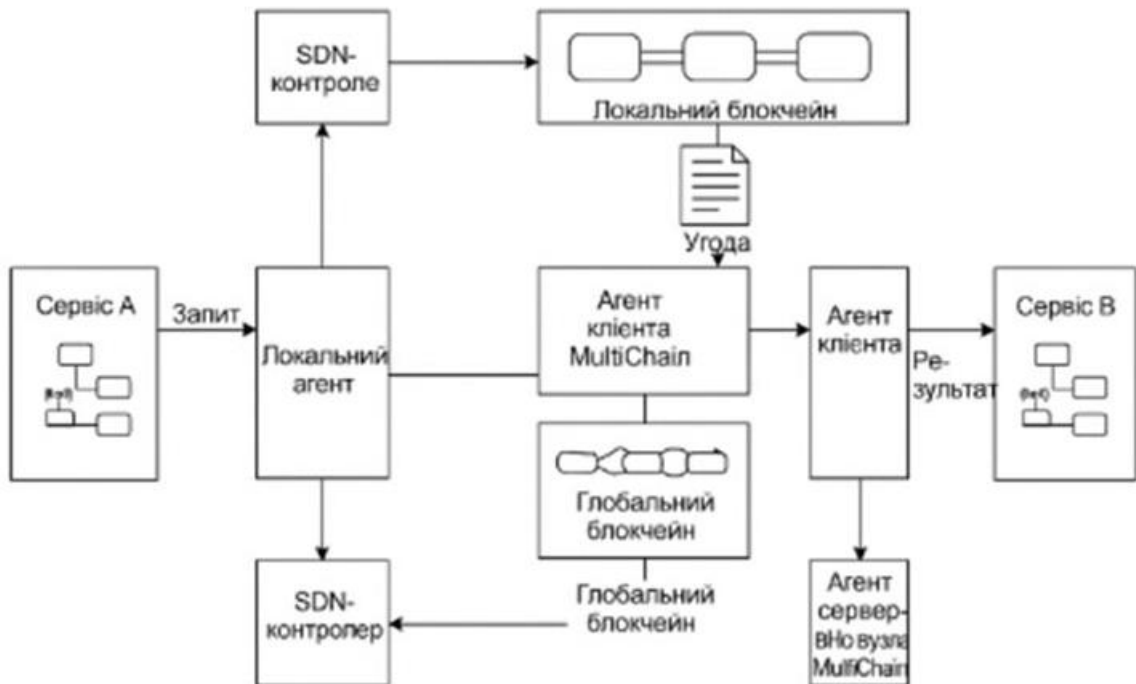 SDN-
контроле
Локальний блокчейн
Угода
Сервіс А
Запит
Локальний
агент
Агент
клієнта
MultiChain
Агент
клієнта
Ре-
зультат
Сервіс В
Глобальний
блокчейн
SDN-
контролер
Глобальний
блокчейн
Агент
сервер-
вНо вузла
MultiChain